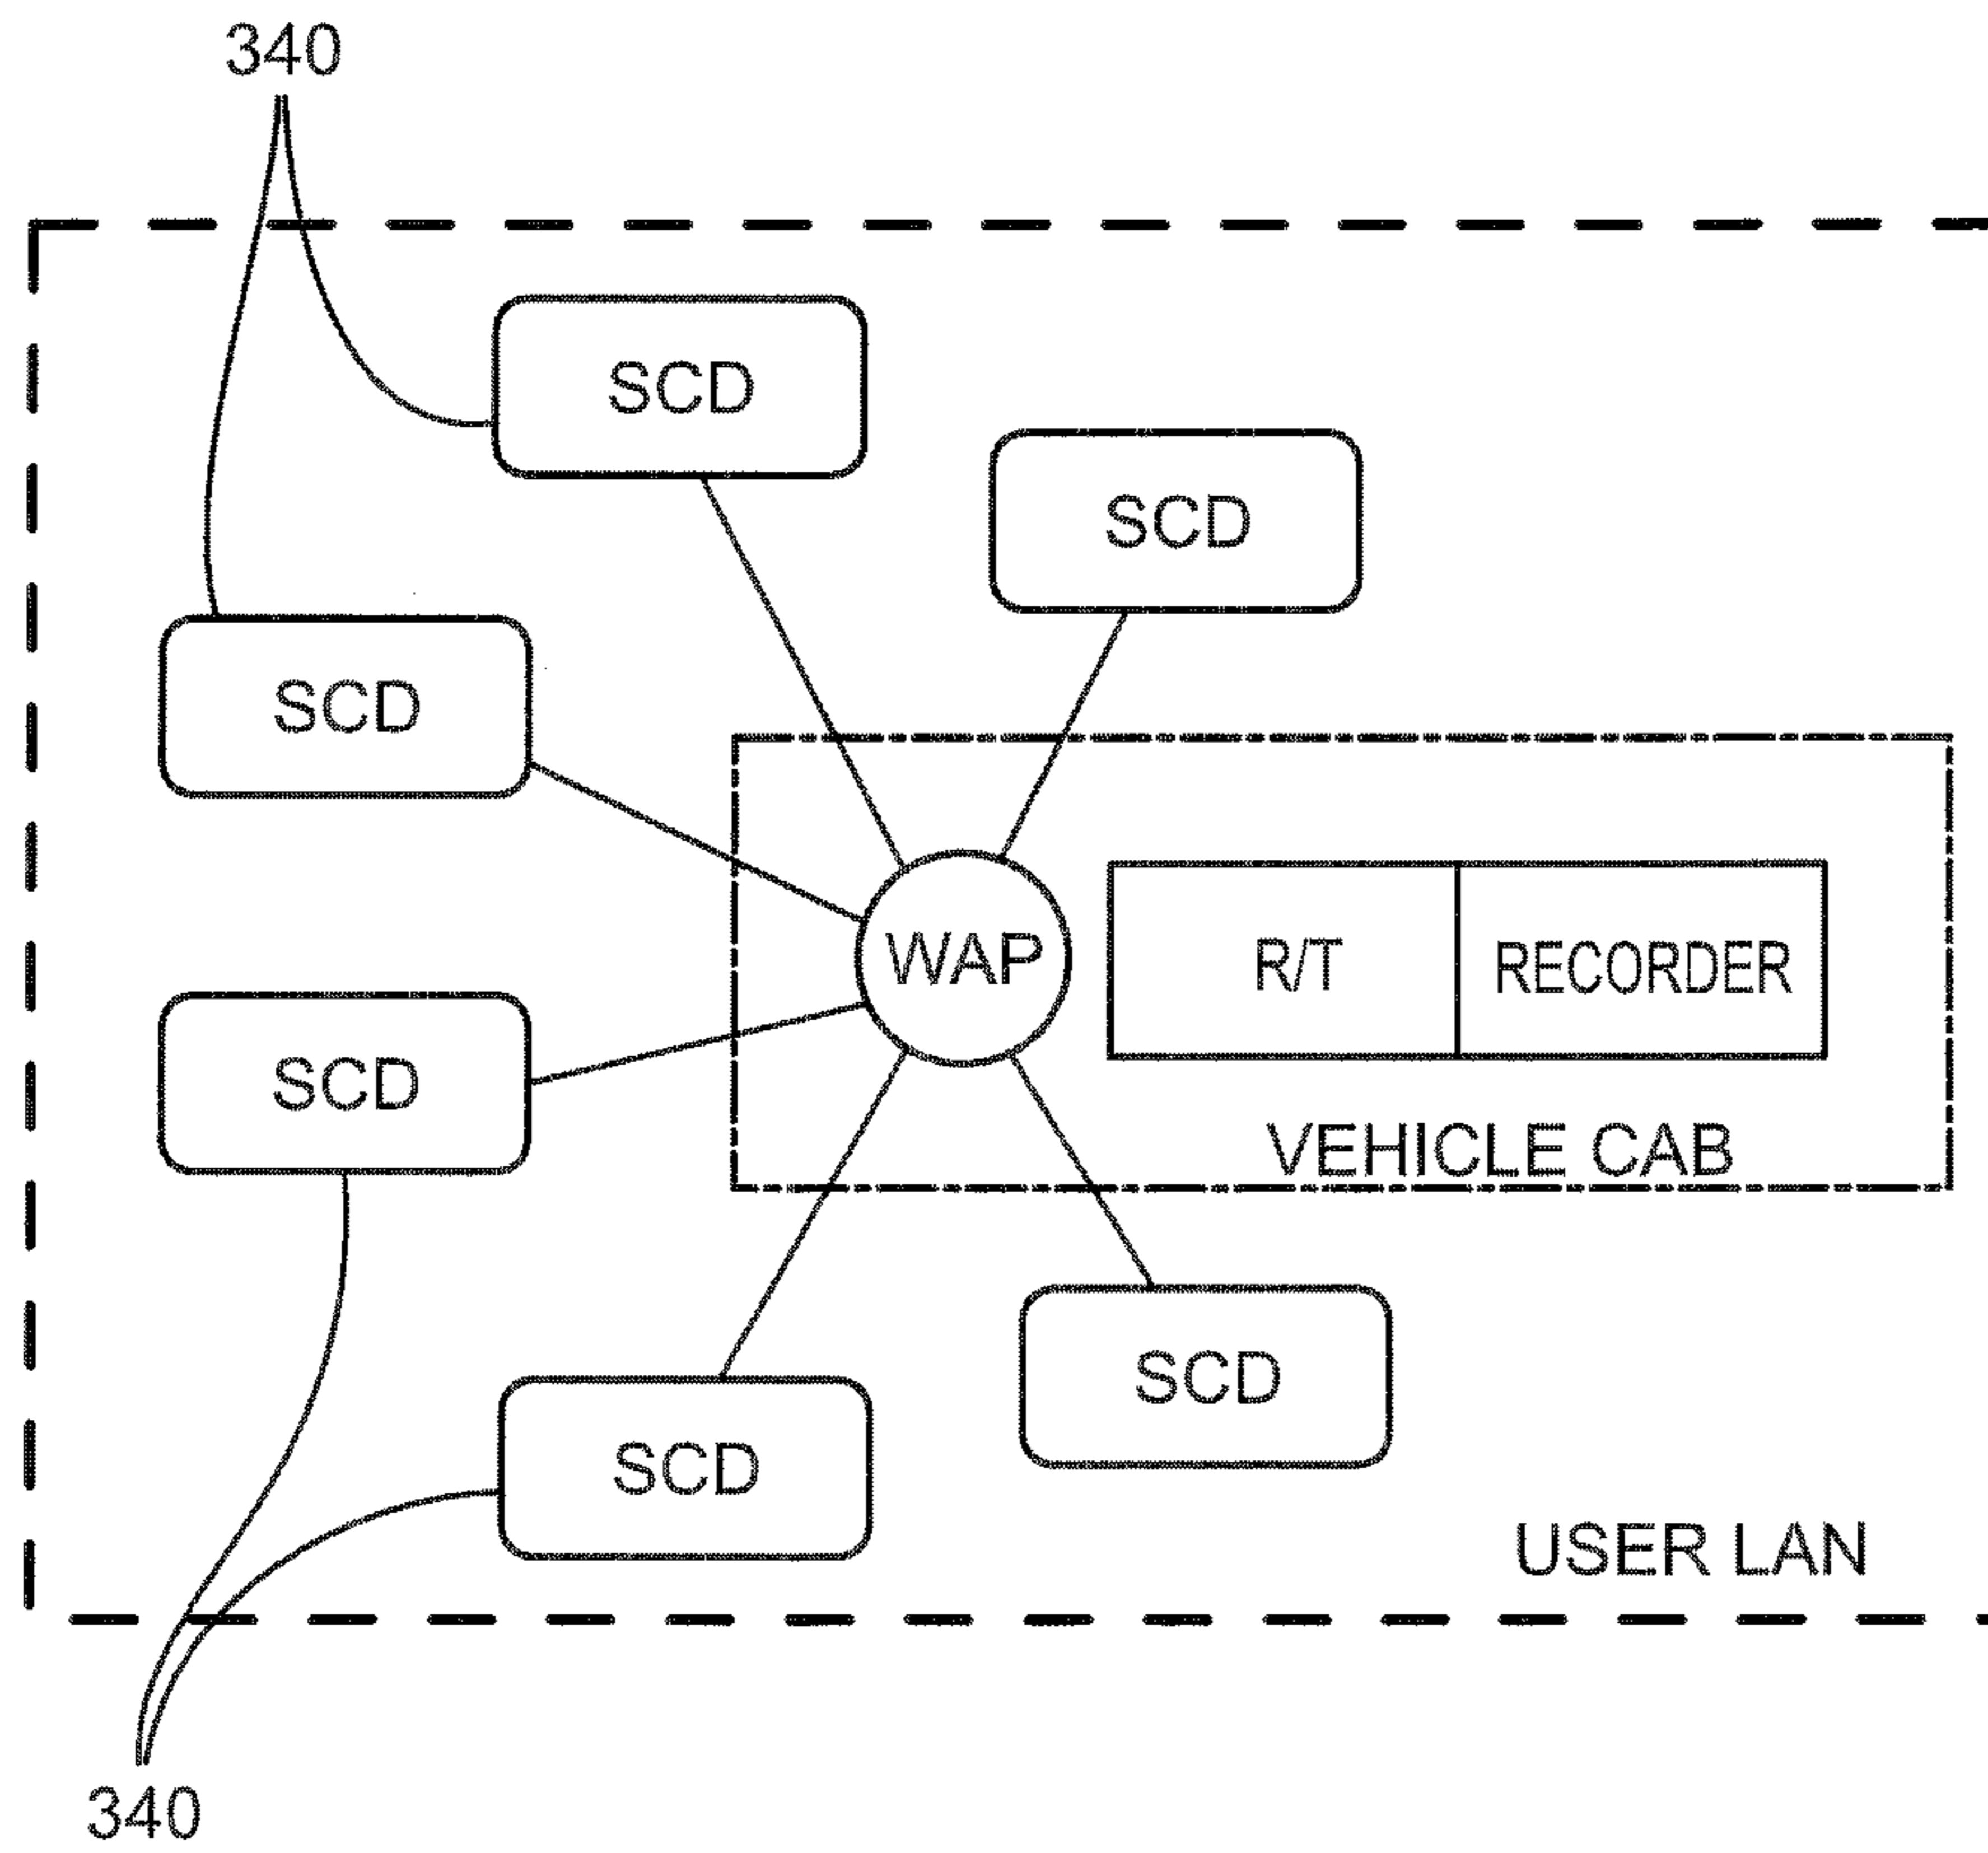 340
SCD
SCD
SCD
WAP
R/T
RECORDER
SCD
VEHICLE CAB
SCD
SCD
USER LAN
340